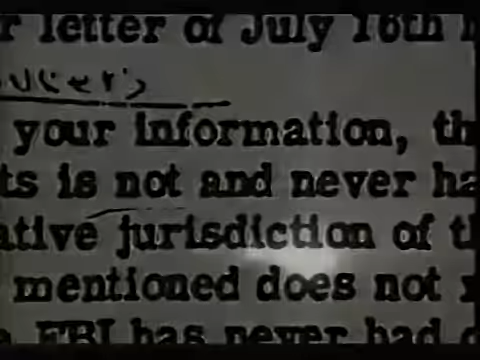 r letter of July 16th
your information, th
ts is not and never ha
ative jurisdiction of t
mentioned does not
FBI has never had